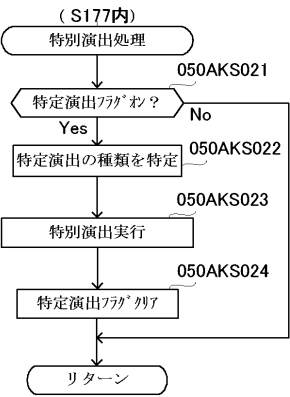 ( S177内)
特別演出処理
050AKS021
特定演出ﾌﾗｸﾞｵﾝ？
No
Yes
050AKS022
特定演出の種類を特定
050AKS023
特別演出実行
050AKS024
特定演出ﾌﾗｸﾞｸﾘｱ
リターン